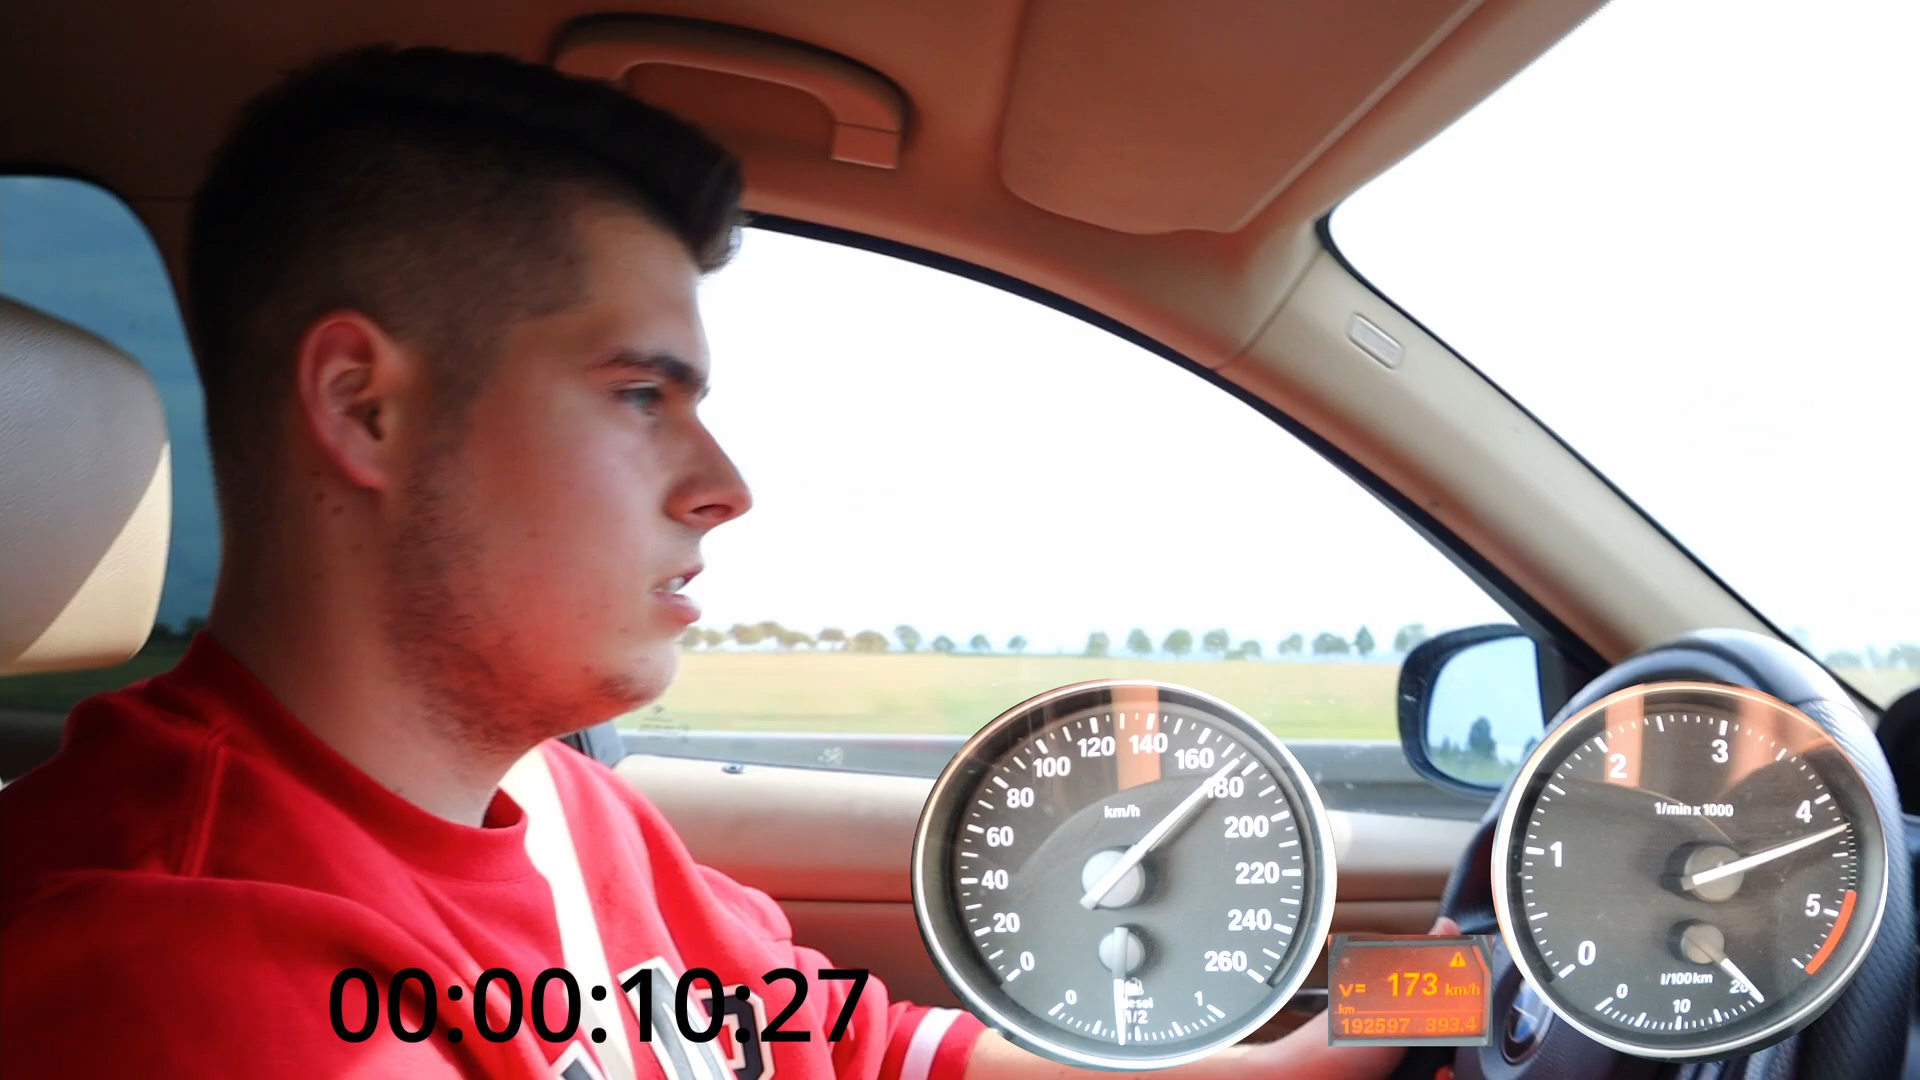 120 140
100 160
80 180
km/h
60 200
40 220
20 240
0 260
0 1/2 1
00:00:10:27
V= 173 km/h
km
192597 393.4
2 3
1/min x 1000 4
1
5
0
l/100km
0 10